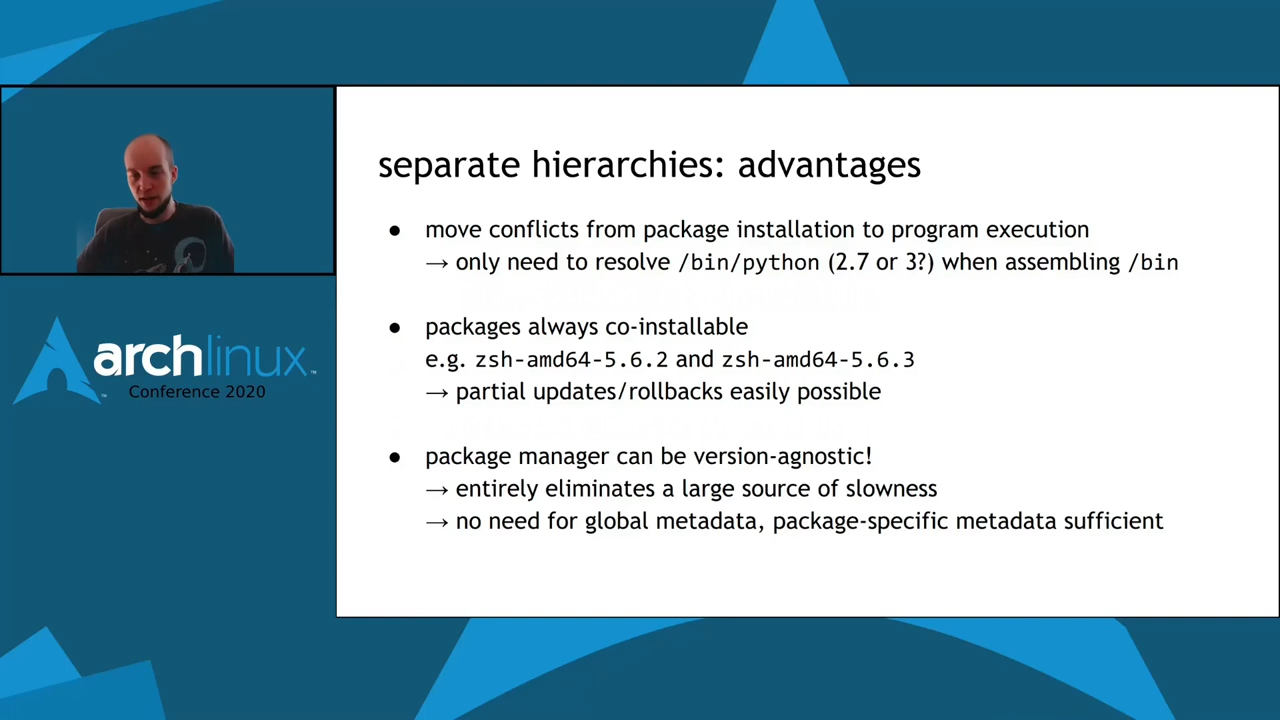 separate hierarchies: advantages
● move conflicts from package installation to program execution
→ only need to resolve /bin/python (2.7 or 3?) when assembling /bin
● packages always co-installable
e.g. zsh-amd64-5.6.2 and zsh-amd64-5.6.3
→ partial updates/rollbacks easily possible
● package manager can be version-agnostic!
→ entirely eliminates a large source of slowness
→ no need for global metadata, package-specific metadata sufficient
archlinux™
Conference 2020